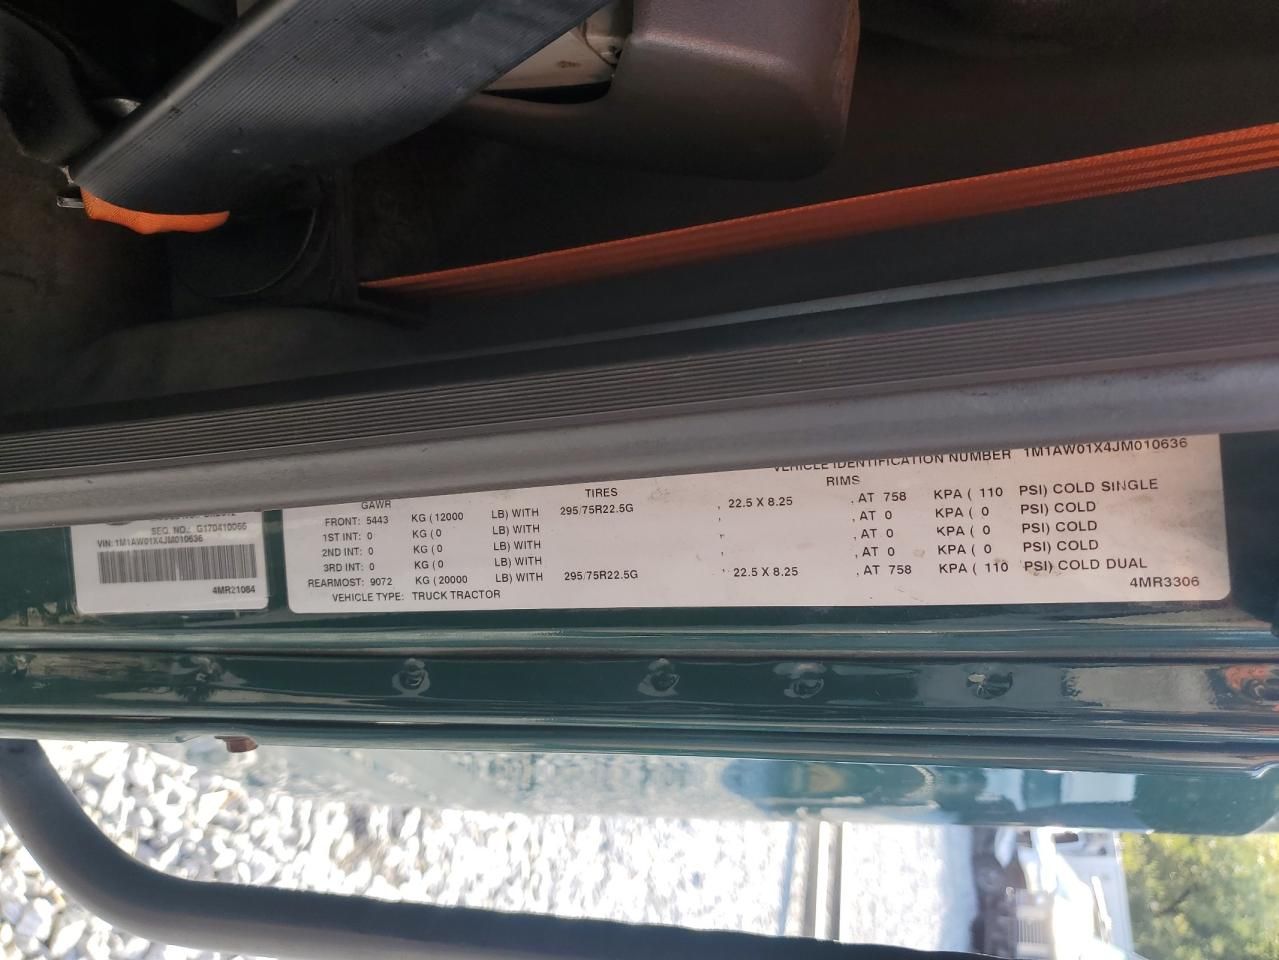 SEQ. NO. G170410066
VIN: 1M1AW01X4JM010636
4MR21084
VEHICLE IDENTIFICATION NUMBER 1M1AW01X4JM010636
GAWR TIRES RIMS
FRONT: 5443 KG ( 12000 LB) WITH 295/75R22.5G , 22.5 X 8.25 , AT 758 KPA ( 110 PSI) COLD SINGLE
1ST INT: 0 KG ( 0 LB) WITH , , AT 0 KPA ( 0 PSI) COLD
2ND INT: 0 KG ( 0 LB) WITH , , AT 0 KPA ( 0 PSI) COLD
3RD INT: 0 KG ( 0 LB) WITH , , AT 0 KPA ( 0 PSI) COLD
REARMOST: 9072 KG ( 20000 LB) WITH 295/75R22.5G , 22.5 X 8.25 , AT 758 KPA ( 110 PSI) COLD DUAL
VEHICLE TYPE: TRUCK TRACTOR 4MR3306